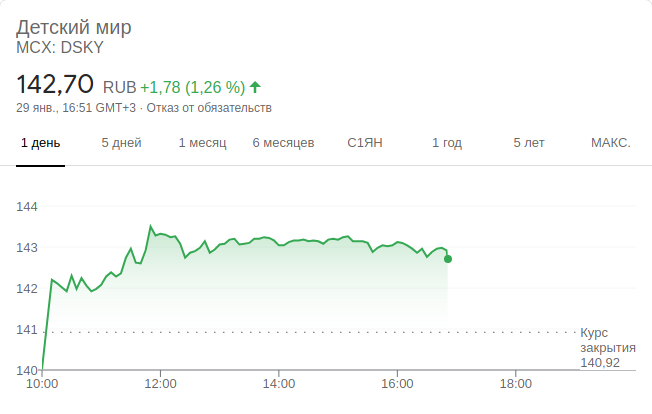 Детский мир
MCX: DSKY
142,70 RUB +1,78 (1,26 %)
29 янв., 16:51 GMT+3 · Отказ от обязательств
1 день 5 дней 1 месяц 6 месяцев С1ЯН 1 год 5 лет МАКС.
144
143
142
141
140
Курс
закрытия
140,92
10:00 12:00 14:00 16:00 18:00